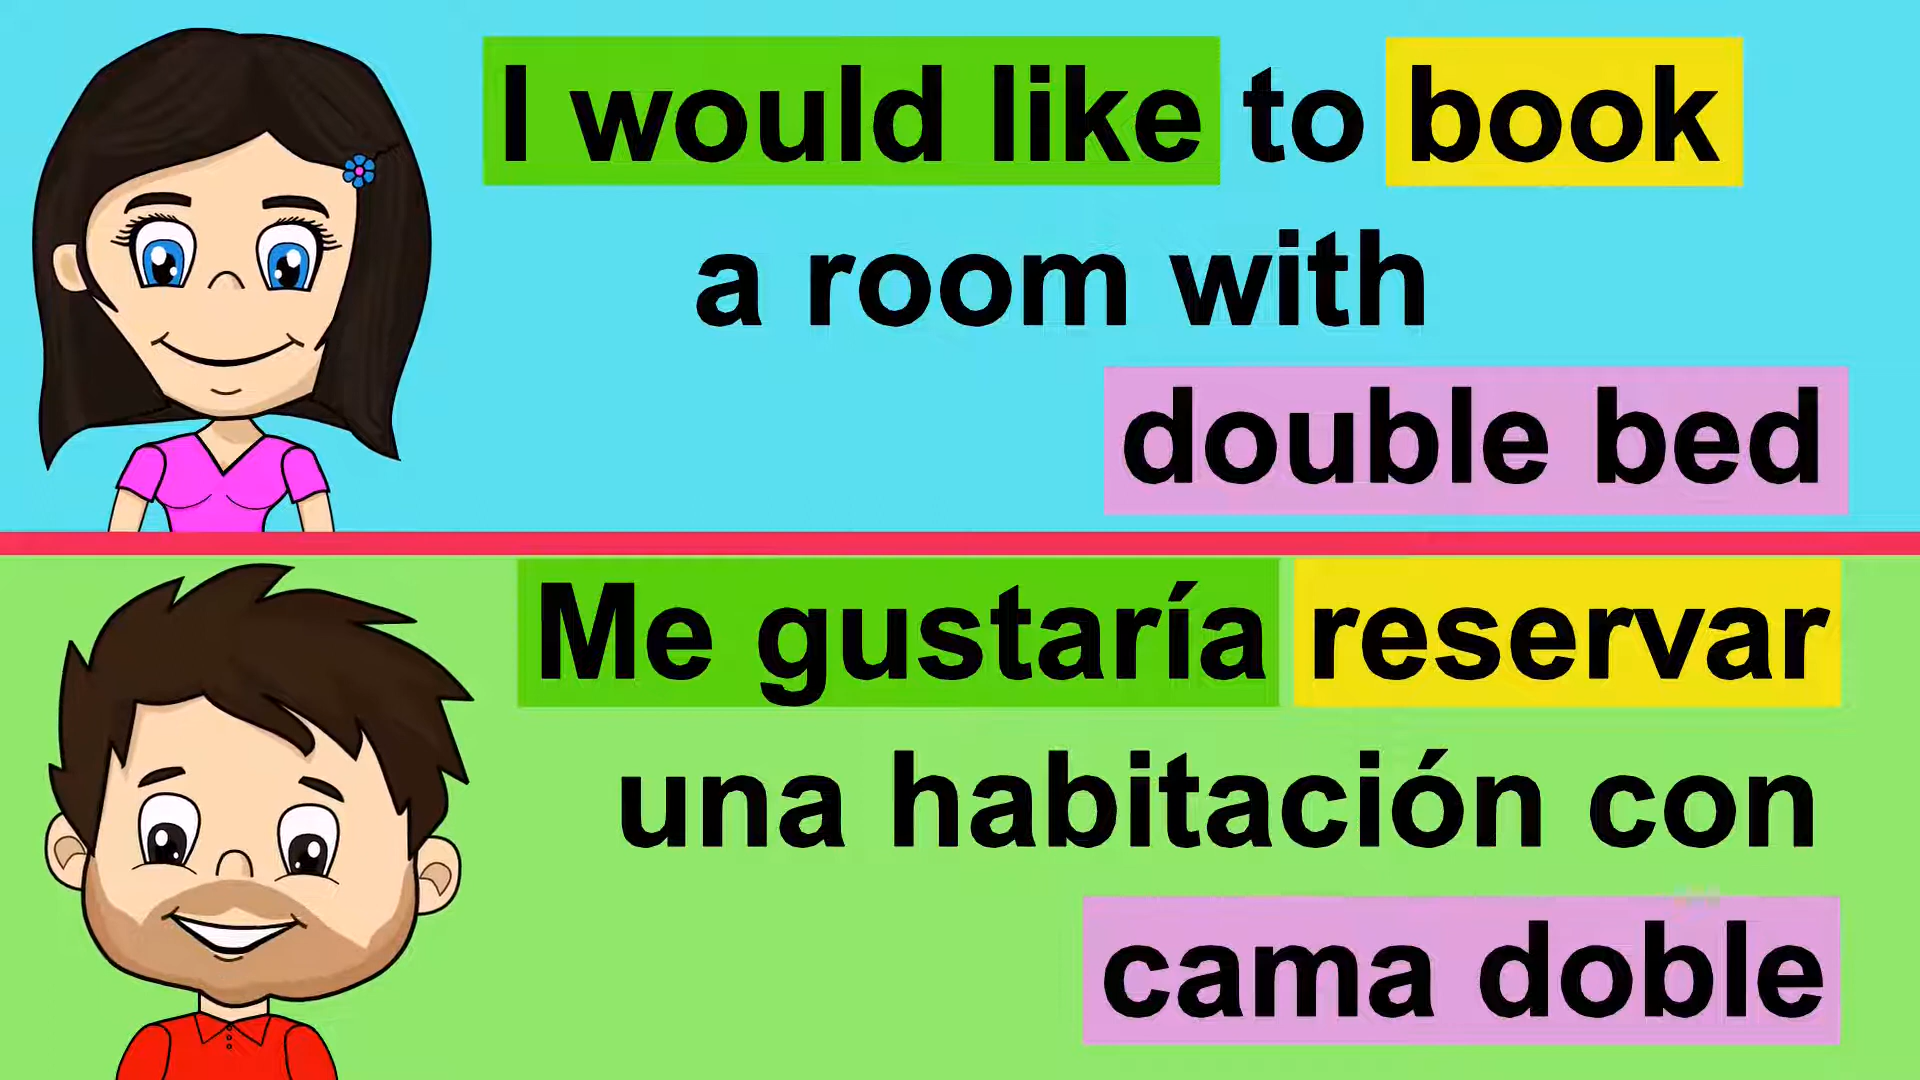 I would like to book
a room with
double bed
Me gustaría reservar
una habitación con
cama doble